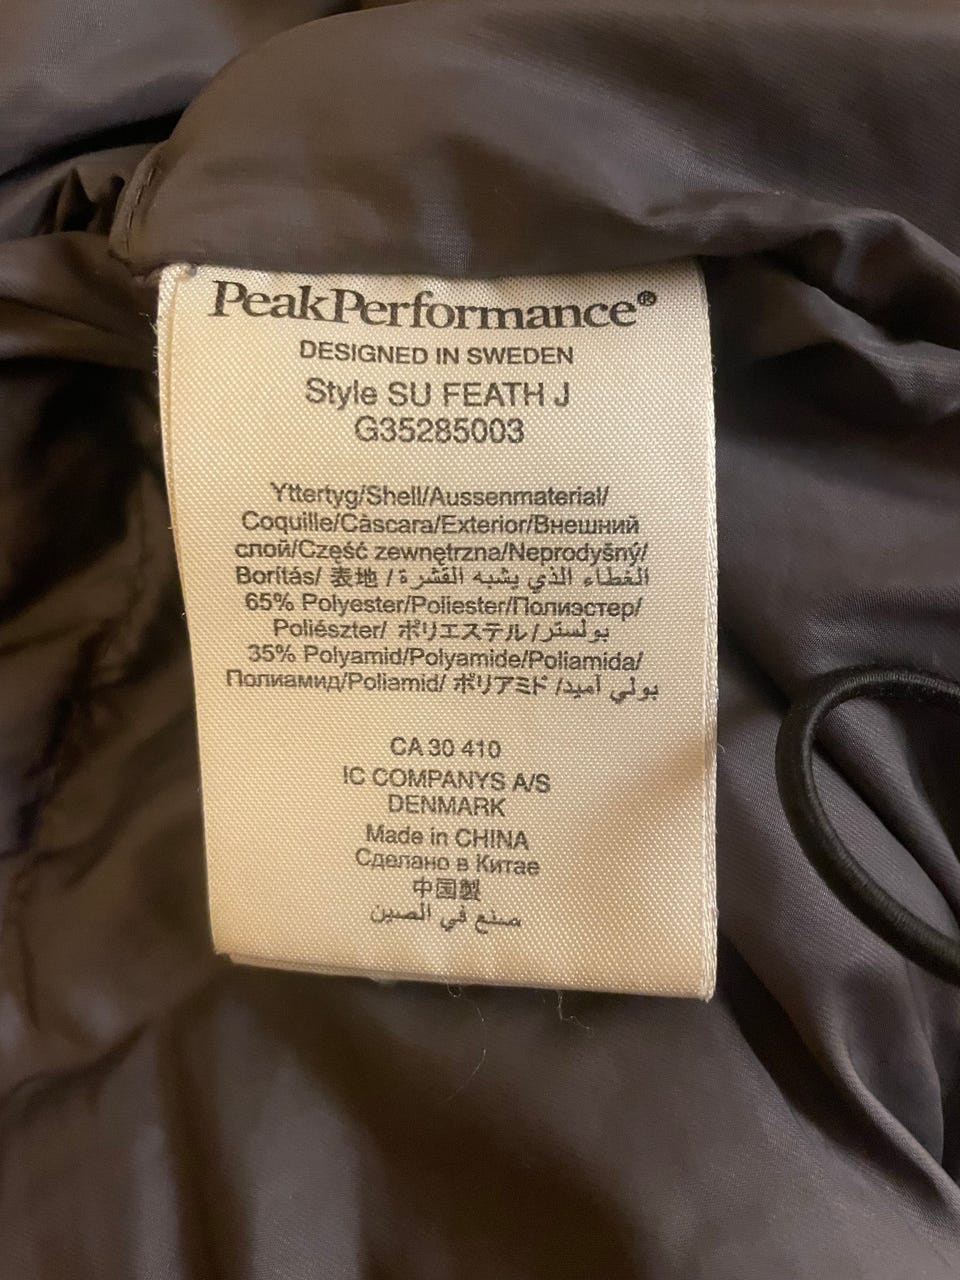 PeakPerformance®
DESIGNED IN SWEDEN
Style SU FEATH J
G35285003
Yttertyg/Shell/Aussenmaterial/
Coquille/Càscara/Exterior/Внешний
слой/Część zewnętrzna/Neprodyšný/
Borítás/ 表地 / الغطاء الذي يشبه القشرة
65% Polyester/Poliester/Полиэстер/
Poliészter/ ポリエステル/بولستر
35% Polyamid/Polyamide/Poliamida/
Полиамид/Poliamid/ ポリアミド /بولي أميد
CA 30 410
IC COMPANYS A/S
DENMARK
Made in CHINA
Сделано в Китае
中国製
صنع في الصين